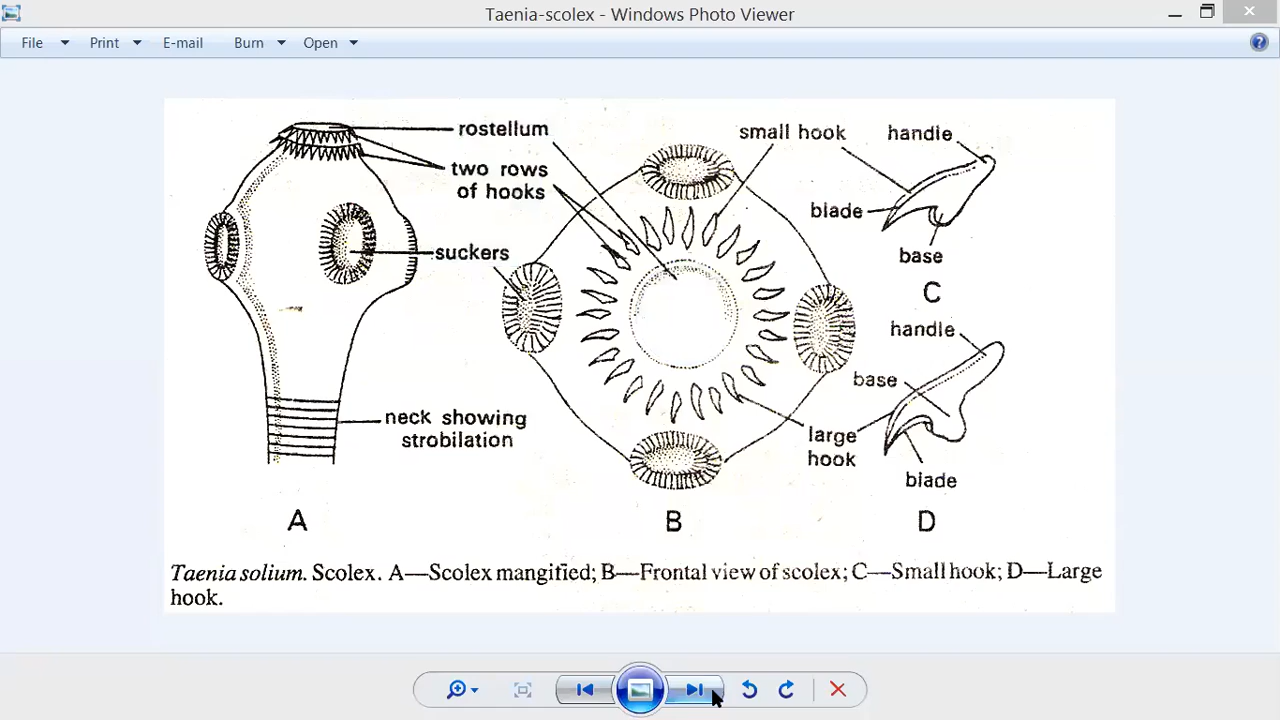 Taenia-scolex - Windows Photo Viewer
File Print E-mail Burn Open
rostellum
two rows
of hooks
suckers
neck showing
strobilation
A
B
small hook
handle
blade
base
C
handle
base
large
hook
blade
D
Taenia solium. Scolex. A—Scolex mangified; B—Frontal view of scolex; C—Small hook; D—Large
hook.